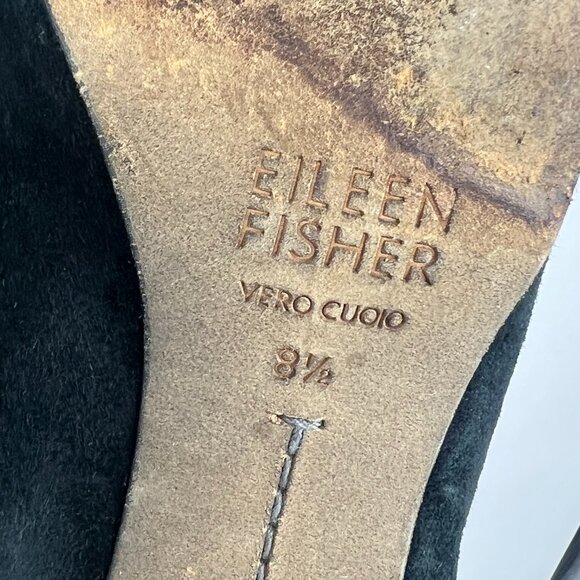 EILEEN
FISHER
VERO CUOIO
8½